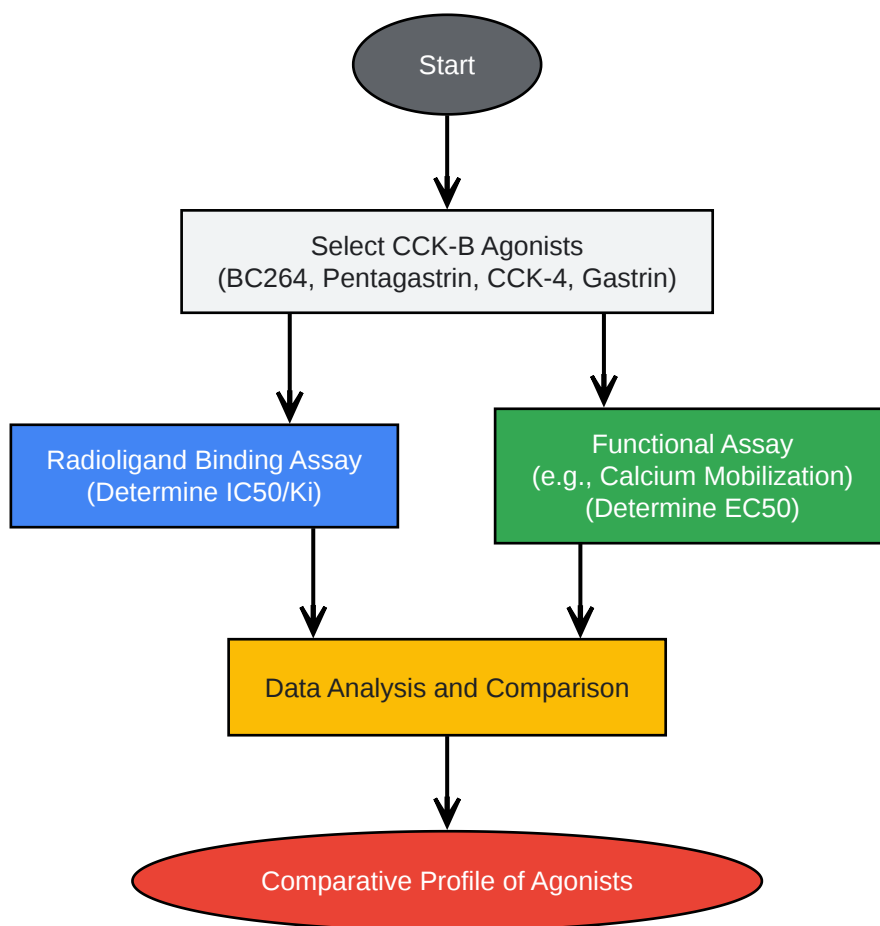 Start
Select CCK-B Agonists
(BC264, Pentagastrin, CCK-4, Gastrin)
Radioligand Binding Assay
(Determine IC50/Ki)
Functional Assay
(e.g., Calcium Mobilization)
(Determine EC50)
Data Analysis and Comparison
Comparative Profile of Agonists